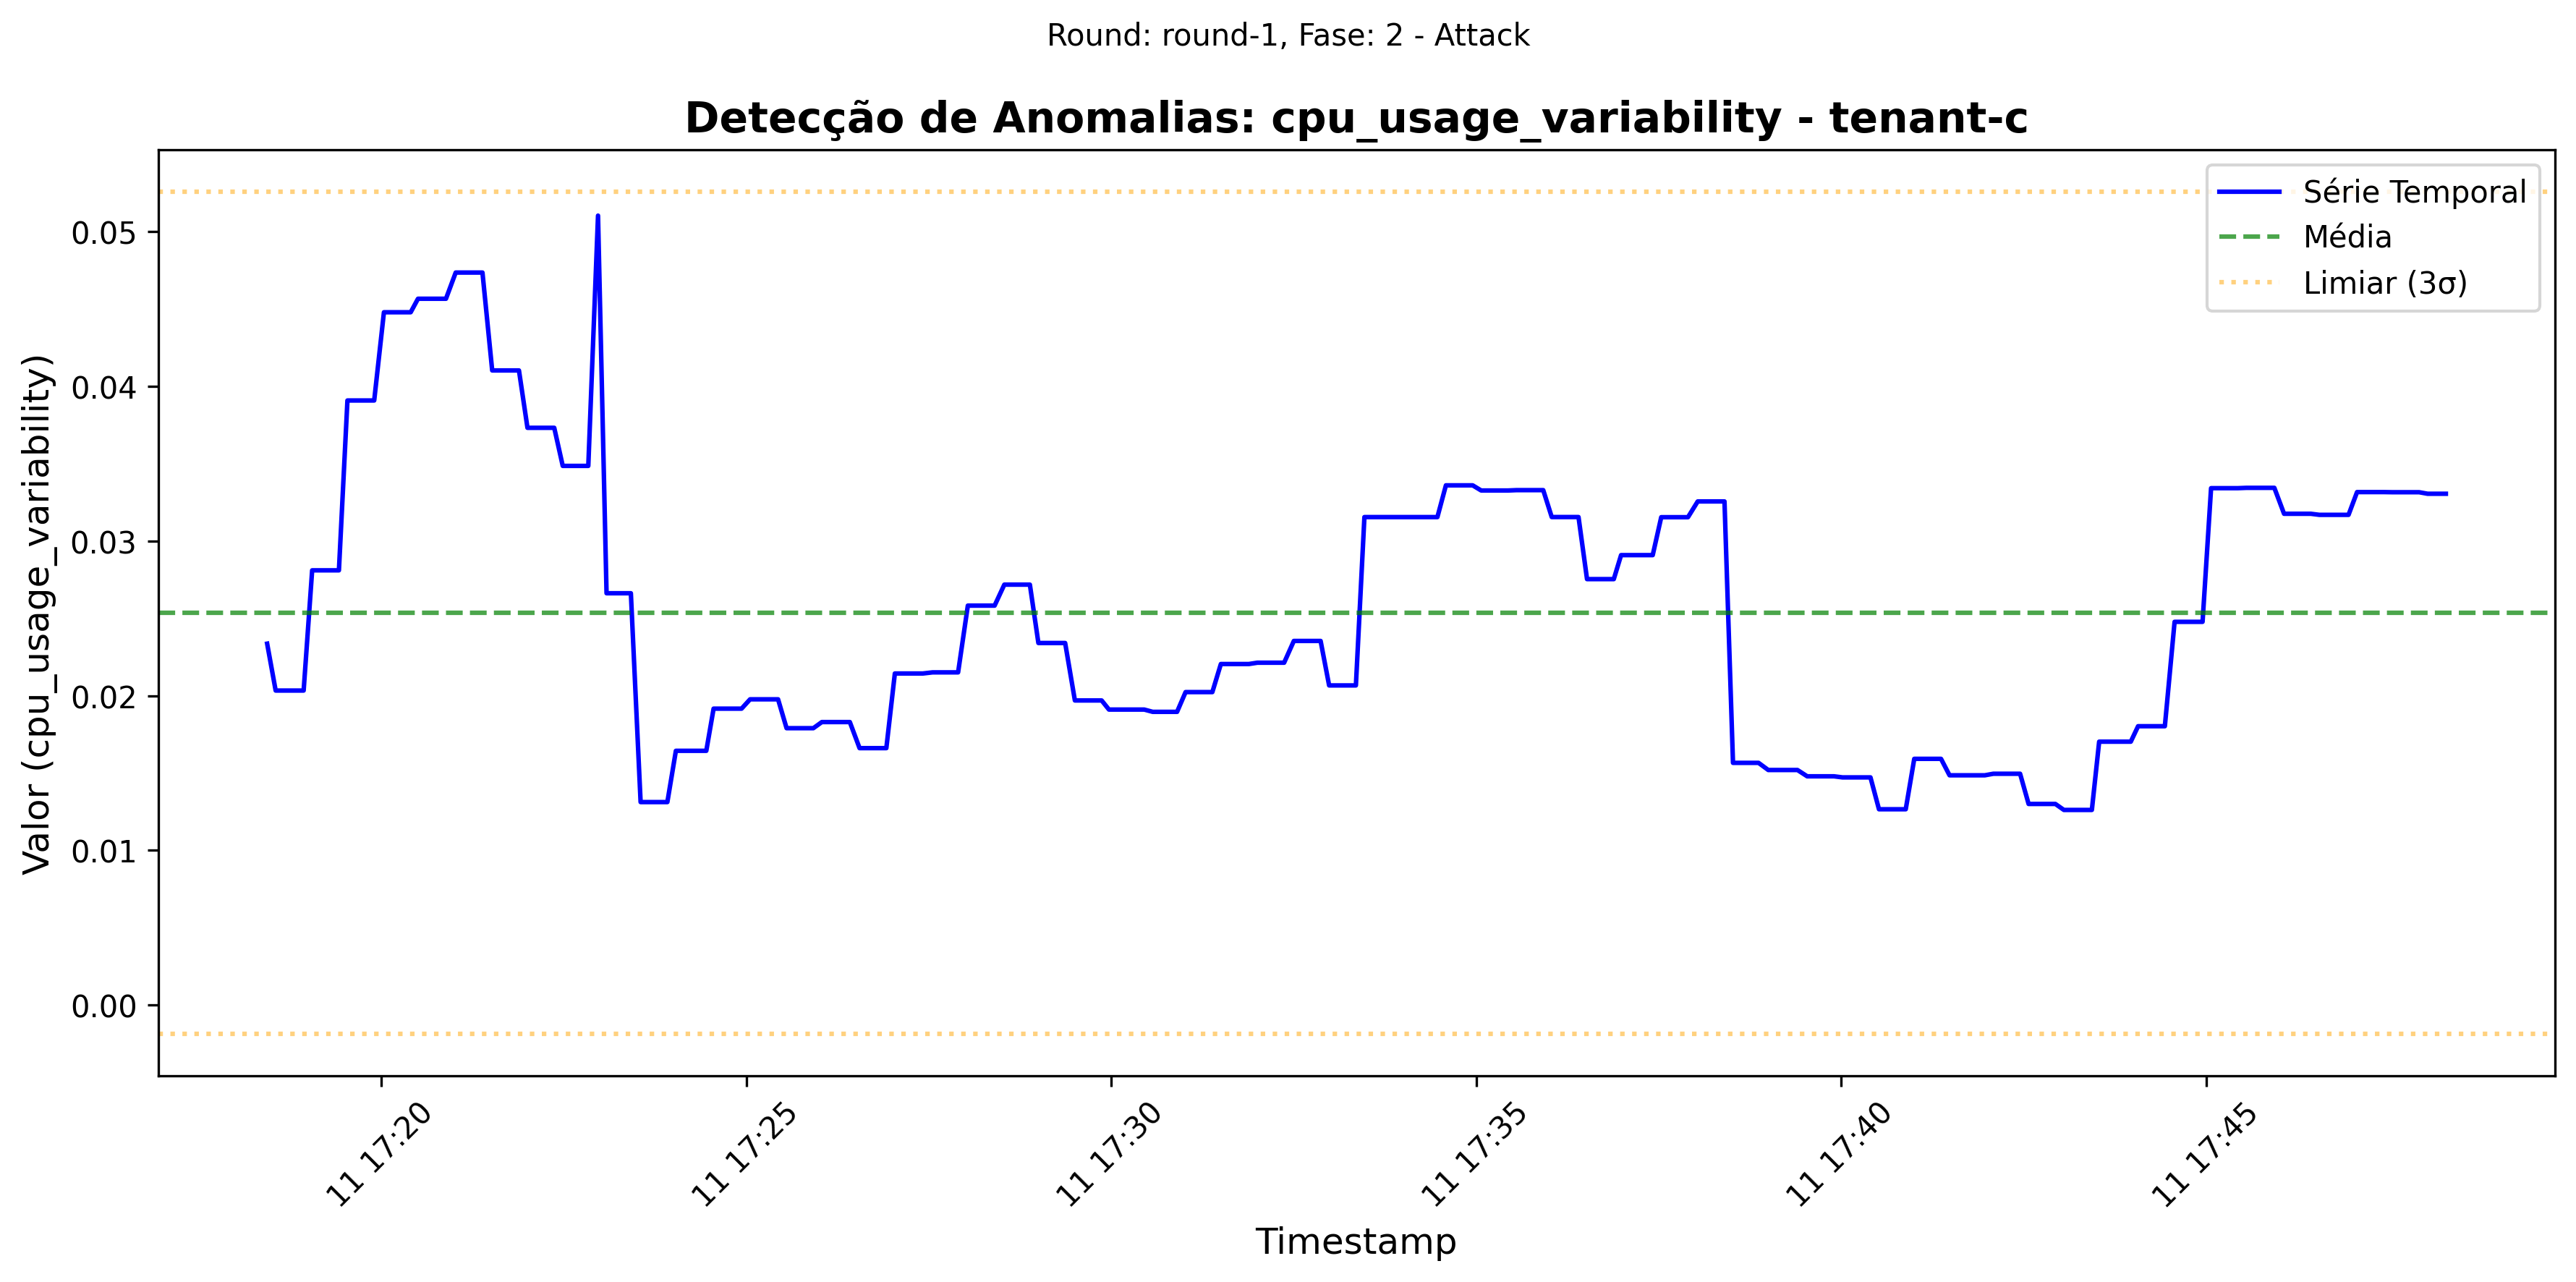 Round: round-1, Fase: 2 - Attack
Detecção de Anomalias: cpu_usage_variability - tenant-c
Série Temporal
Média
Limiar (3σ)
Valor (cpu_usage_variability)
0.05
0.04
0.03
0.02
0.01
0.00
11 17:20
11 17:25
11 17:30
11 17:35
11 17:40
11 17:45
Timestamp